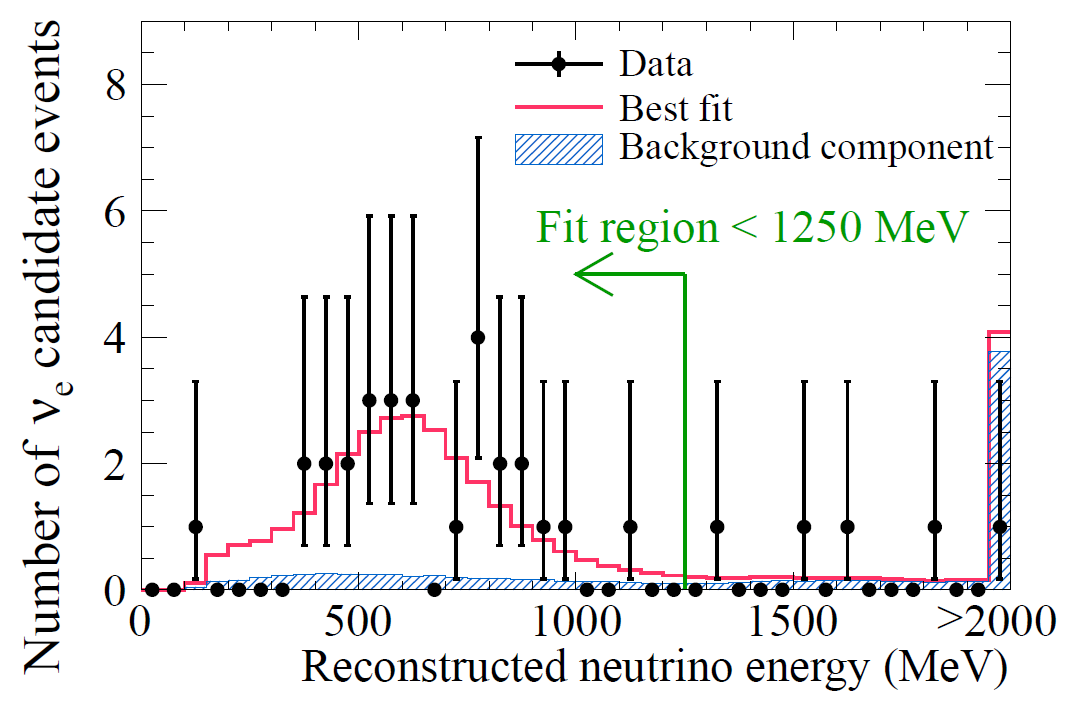 Number of νe candidate events
8
6
4
2
0
Data
Best fit
Background component
Fit region < 1250 MeV
0 500 1000 1500 >2000
Reconstructed neutrino energy (MeV)